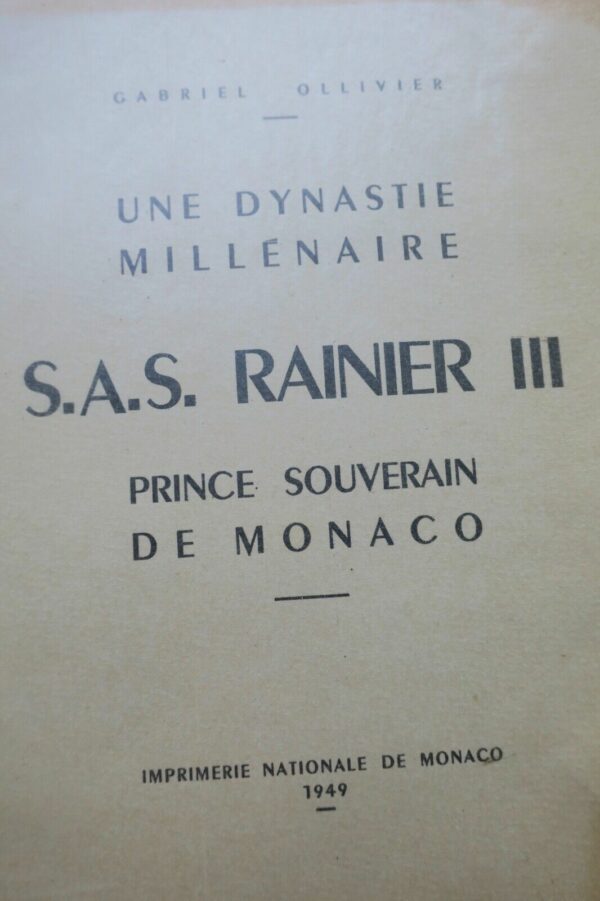 GABRIEL OLLIVIER
UNE DYNASTIE
MILLÉNAIRE
S.A.S. RAINIER III
PRINCE SOUVERAIN
DE MONACO
IMPRIMERIE NATIONALE DE MONACO
1949